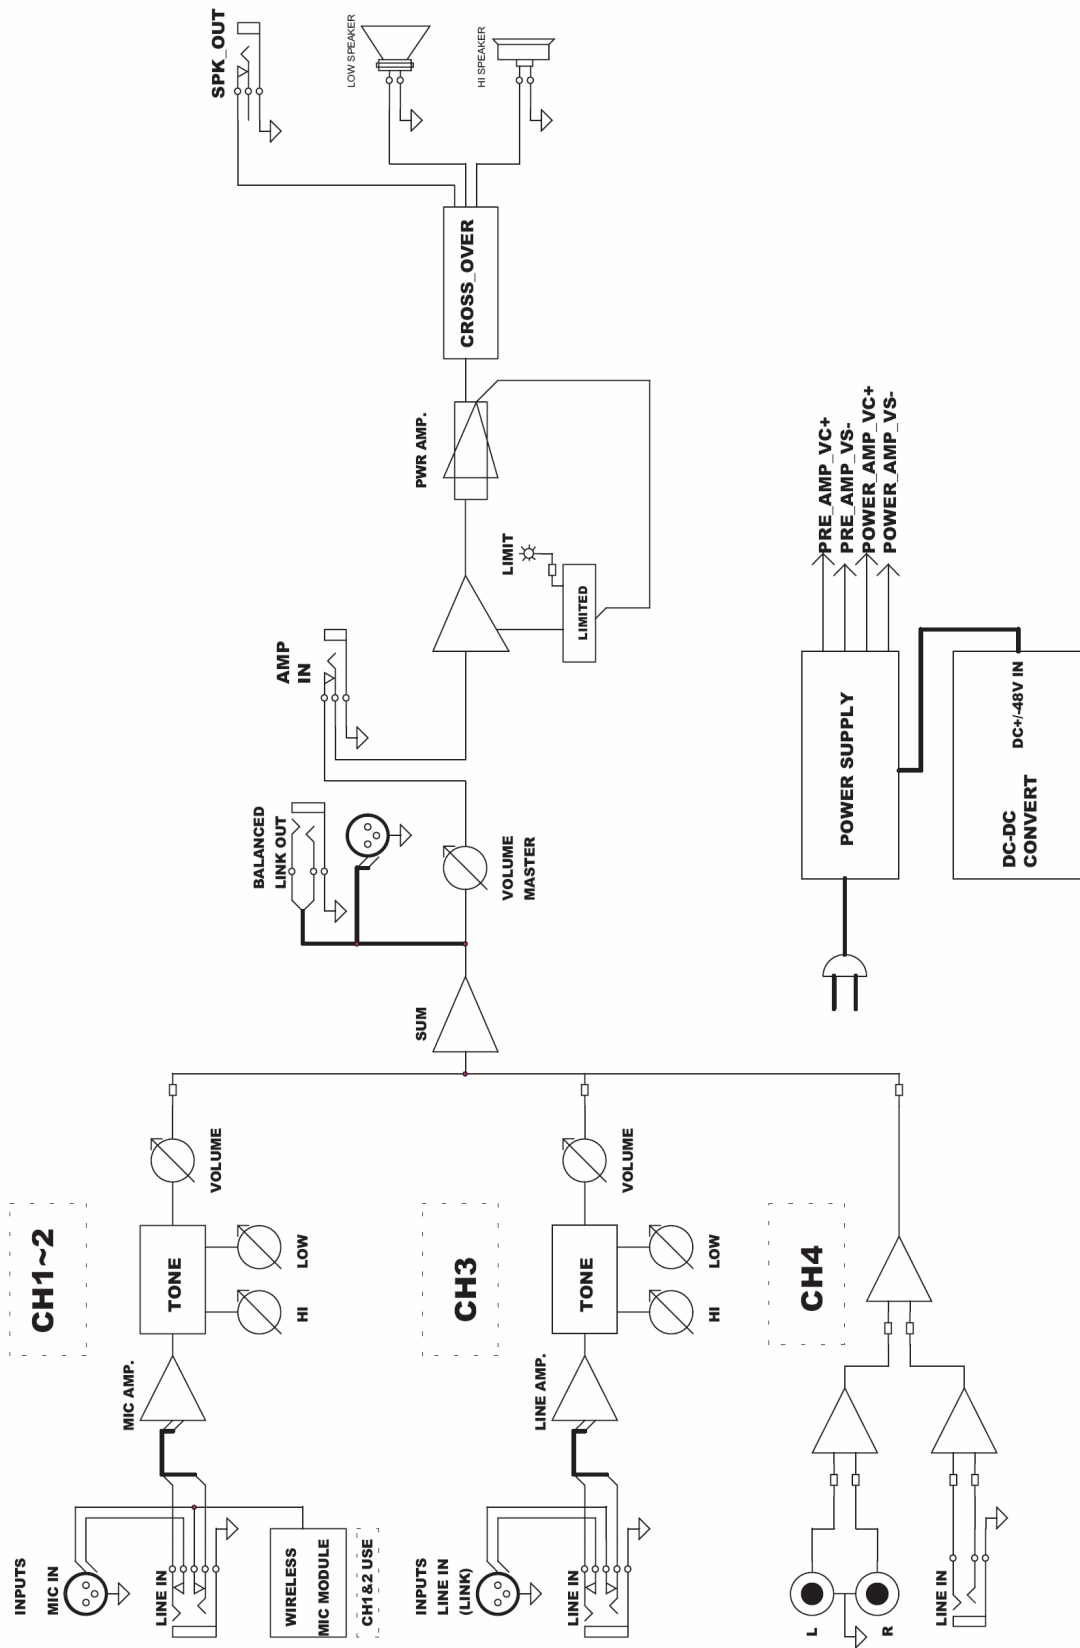 CH1~2
INPUTS
MIC IN
LINE IN
WIRELESS
MIC MODULE
CH1&2 USE
MIC AMP.
TONE
HI
LOW
VOLUME
CH3
INPUTS
LINE IN
(LINK)
LINE IN
LINE AMP.
TONE
HI
LOW
VOLUME
CH4
L
R
LINE IN
SUM
BALANCED
LINK OUT
VOLUME
MASTER
AMP
IN
LIMIT
LIMITED
PWR AMP.
CROSS_OVER
SPK_OUT
LOW SPEAKER
HI SPEAKER
POWER SUPPLY
PRE_AMP_VC+
PRE_AMP_VS-
POWER_AMP_VC+
POWER_AMP_VS-
DC-DC
CONVERT
DC+/-48V IN